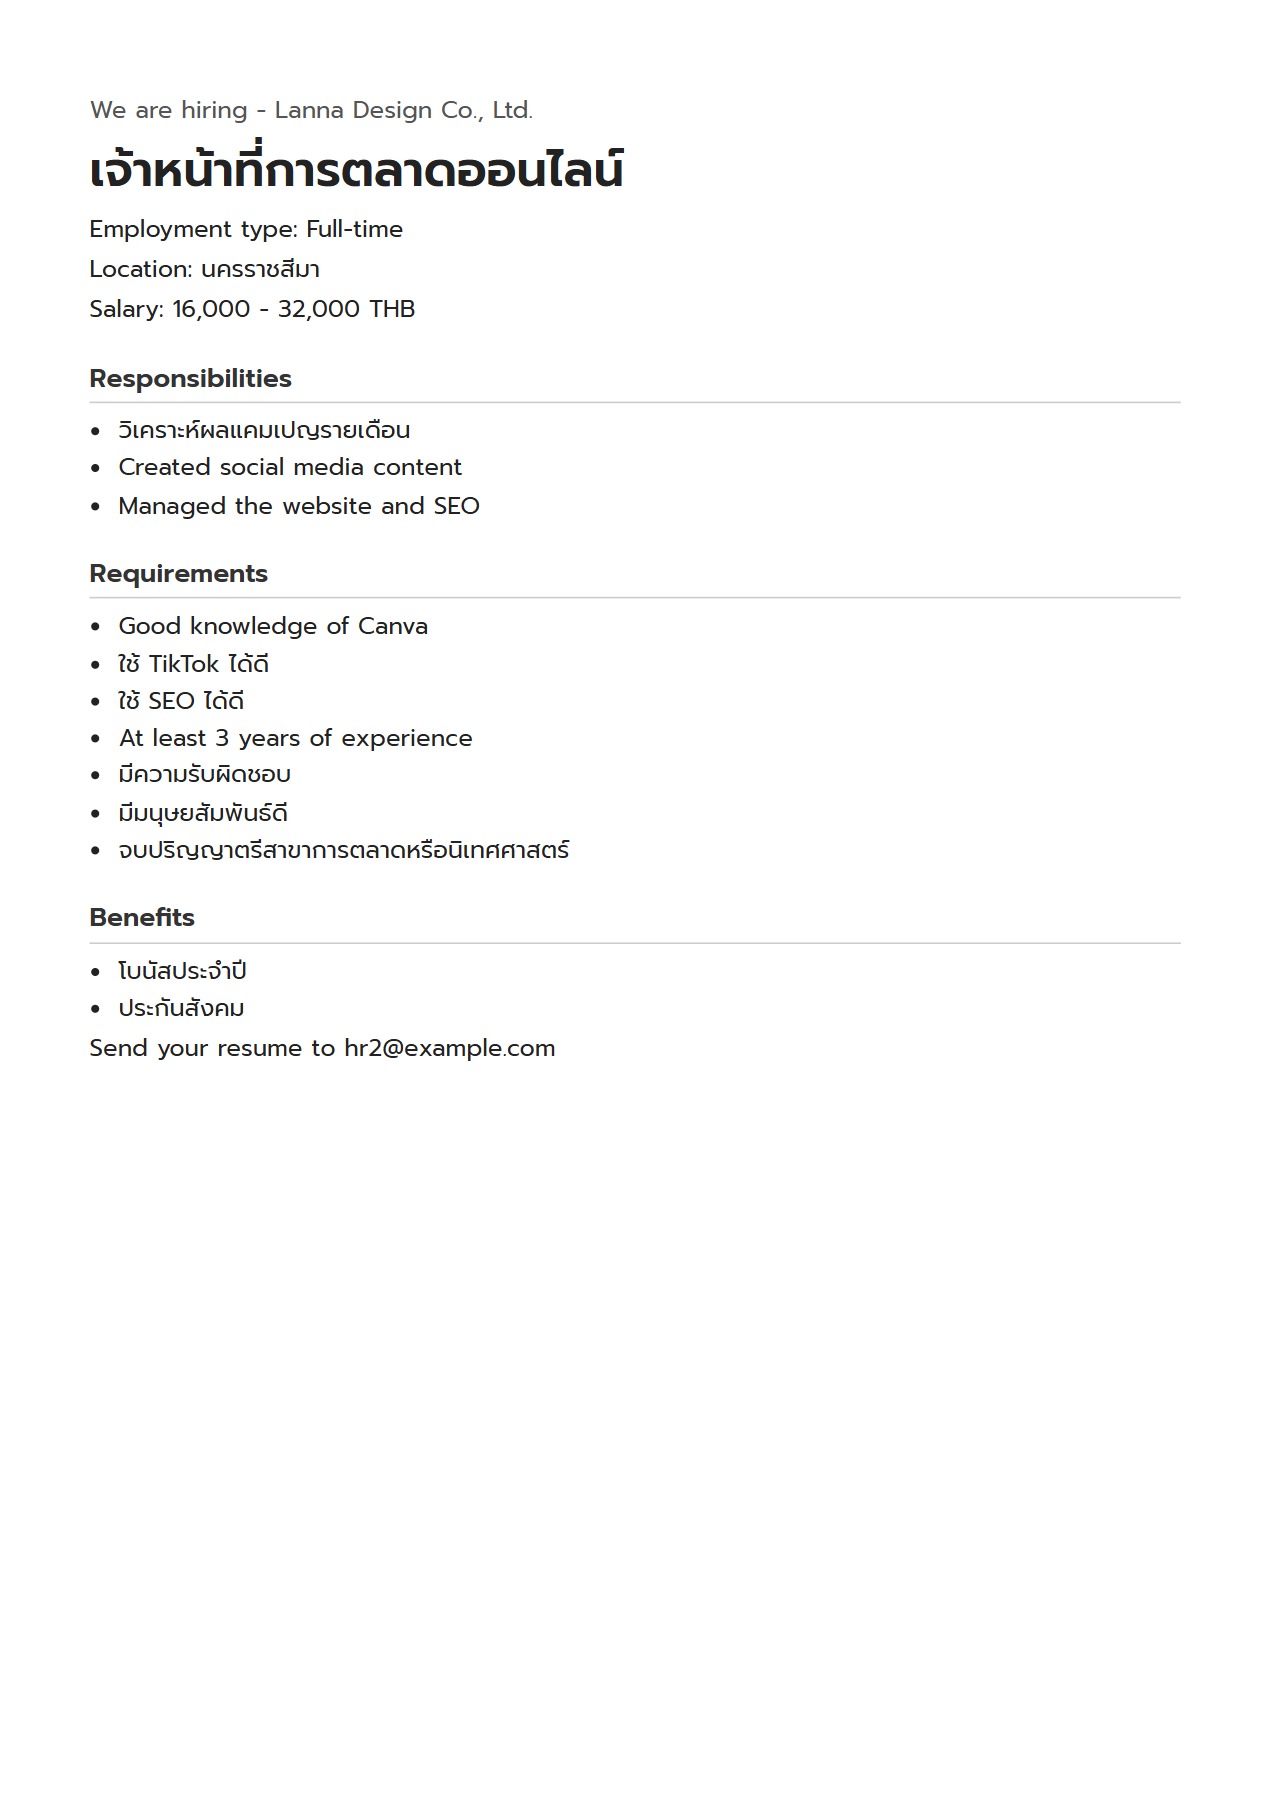 We are hiring - Lanna Design Co., Ltd.
เจ้าหน้าที่การตลาดออนไลน์
Employment type: Full-time
Location: นครราชสีมา
Salary: 16,000 - 32,000 THB
Responsibilities
• วิเคราะห์ผลแคมเปญรายเดือน
• Created social media content
• Managed the website and SEO
Requirements
• Good knowledge of Canva
• ใช้ TikTok ได้ดี
• ใช้ SEO ได้ดี
• At least 3 years of experience
• มีความรับผิดชอบ
• มีมนุษยสัมพันธ์ดี
• จบปริญญาตรีสาขาการตลาดหรือนิเทศศาสตร์
Benefits
• โบนัสประจำปี
• ประกันสังคม
Send your resume to hr2@example.com